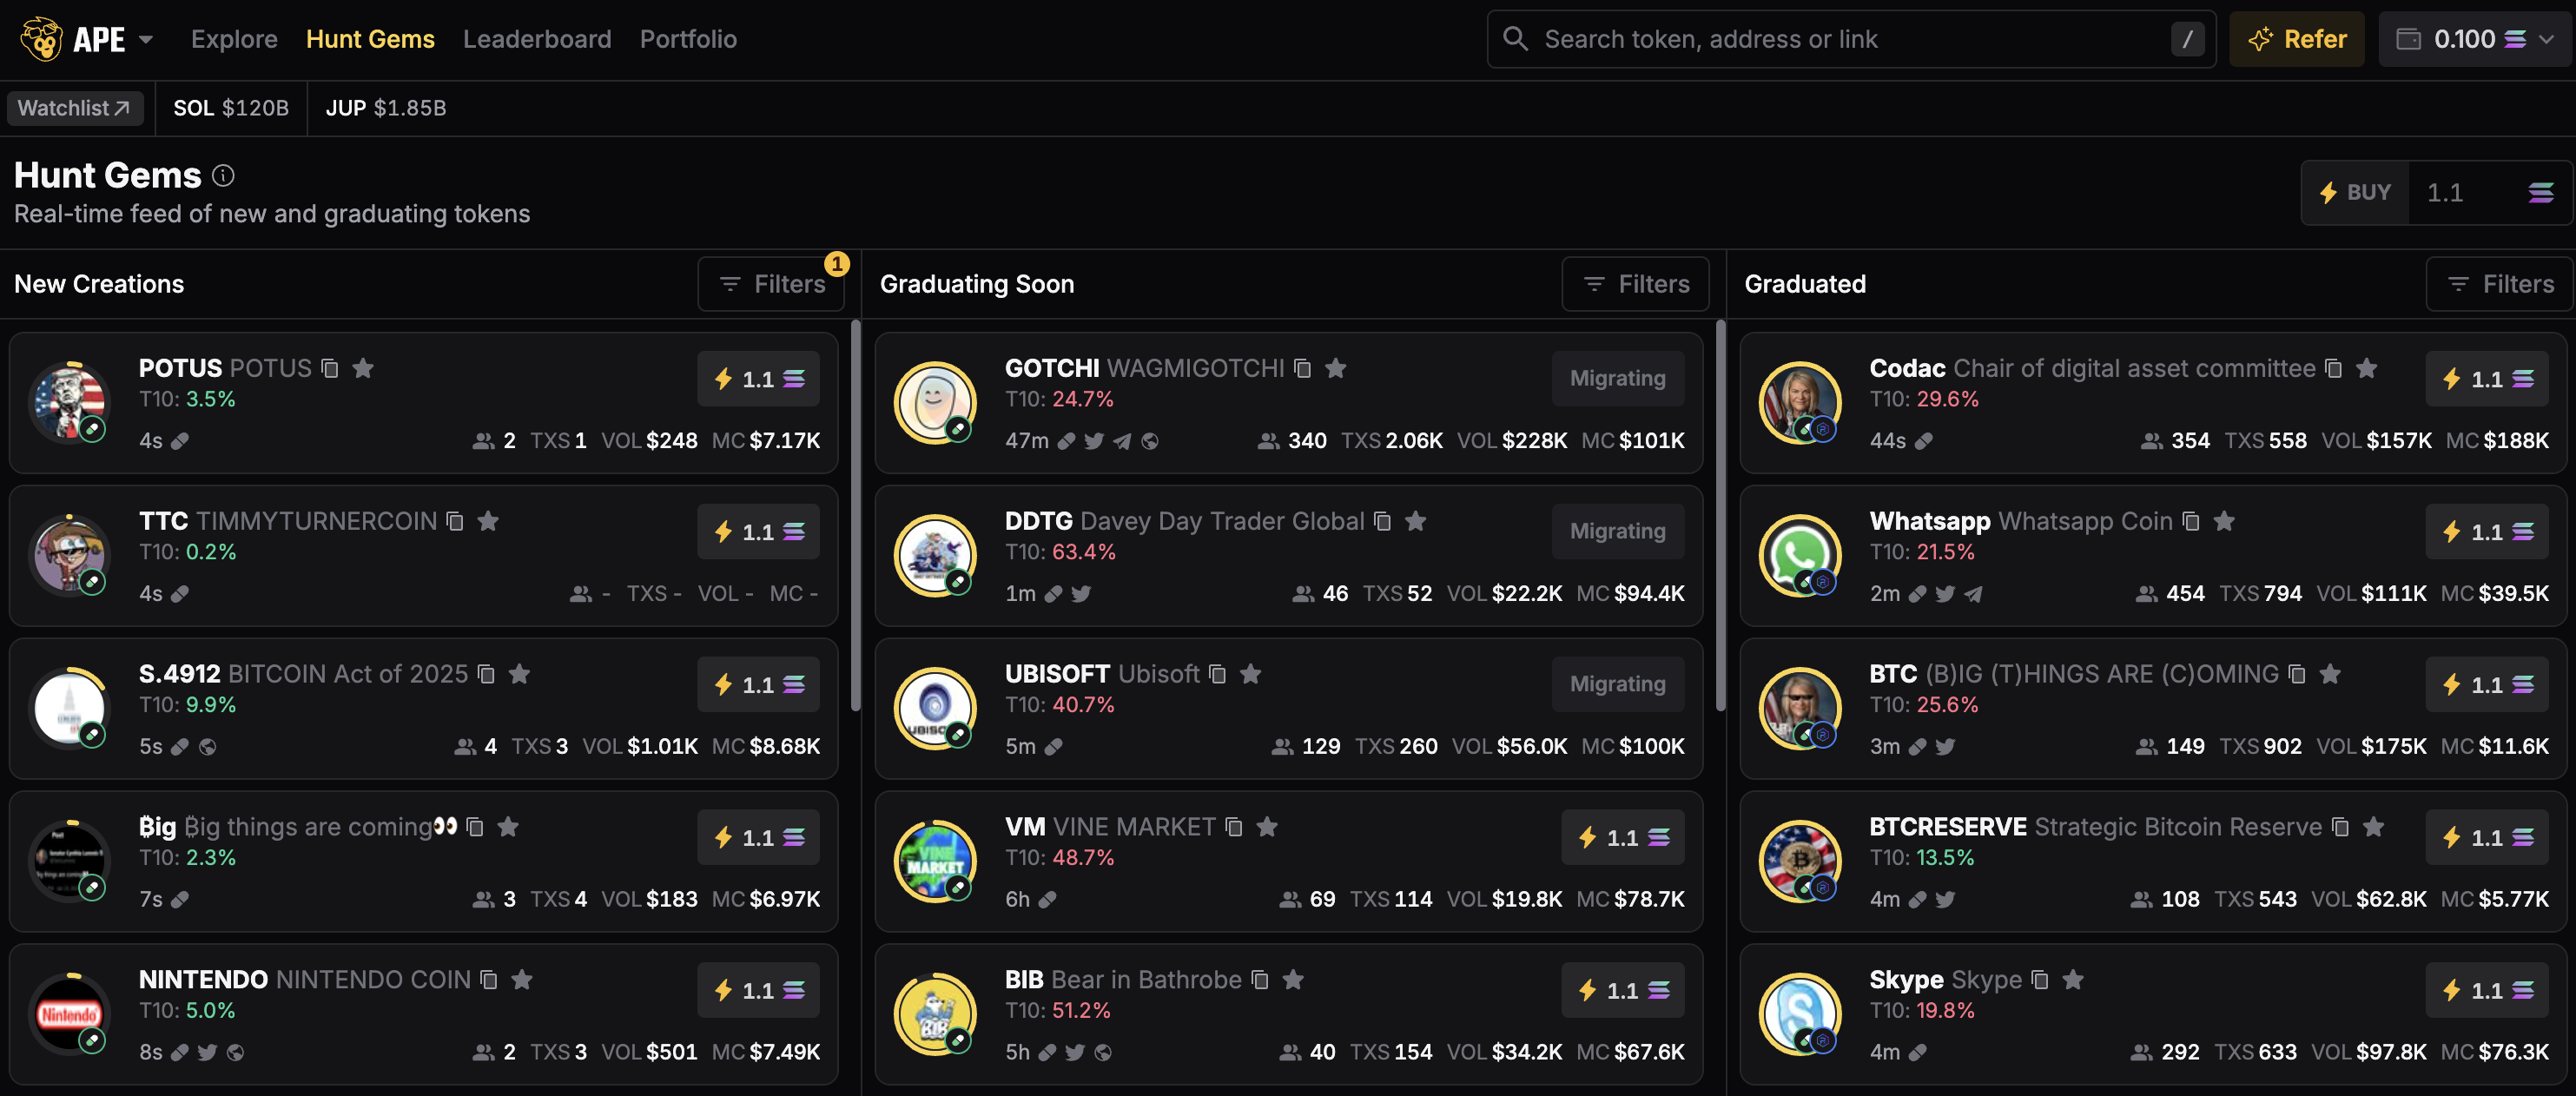 APE Explore Hunt Gems Leaderboard Portfolio Search token, address or link / Refer 0.100
Watchlist SOL $120B JUP $1.85B
Hunt Gems
Real-time feed of new and graduating tokens
BUY 1.1
New Creations Filters 1
POTUS POTUS
T10: 3.5%
1.1
4s 2 TXS 1 VOL $248 MC $7.17K
TTC TIMMYTURNERCOIN
T10: 0.2%
1.1
4s - TXS - VOL - MC -
S.4912 BITCOIN Act of 2025
T10: 9.9%
1.1
5s 4 TXS 3 VOL $1.01K MC $8.68K
₿ig ₿ig things are coming👀
T10: 2.3%
1.1
7s 3 TXS 4 VOL $183 MC $6.97K
NINTENDO NINTENDO COIN
T10: 5.0%
1.1
Nintendo
8s 2 TXS 3 VOL $501 MC $7.49K
Graduating Soon Filters
GOTCHI WAGMIGOTCHI
T10: 24.7%
Migrating
47m 340 TXS 2.06K VOL $228K MC $101K
DDTG Davey Day Trader Global
T10: 63.4%
Migrating
1m 46 TXS 52 VOL $22.2K MC $94.4K
UBISOFT Ubisoft
T10: 40.7%
Migrating
5m 129 TXS 260 VOL $56.0K MC $100K
VM VINE MARKET
T10: 48.7%
1.1
VINE
MARKET
6h 69 TXS 114 VOL $19.8K MC $78.7K
BIB Bear in Bathrobe
T10: 51.2%
1.1
BIB
5h 40 TXS 154 VOL $34.2K MC $67.6K
Graduated Filters
Codac Chair of digital asset committee
T10: 29.6%
1.1
44s 354 TXS 558 VOL $157K MC $188K
Whatsapp Whatsapp Coin
T10: 21.5%
1.1
2m 454 TXS 794 VOL $111K MC $39.5K
BTC (B)IG (T)HINGS ARE (C)OMING
T10: 25.6%
1.1
3m 149 TXS 902 VOL $175K MC $11.6K
BTCRESERVE Strategic Bitcoin Reserve
T10: 13.5%
1.1
4m 108 TXS 543 VOL $62.8K MC $5.77K
Skype Skype
T10: 19.8%
1.1
4m 292 TXS 633 VOL $97.8K MC $76.3K